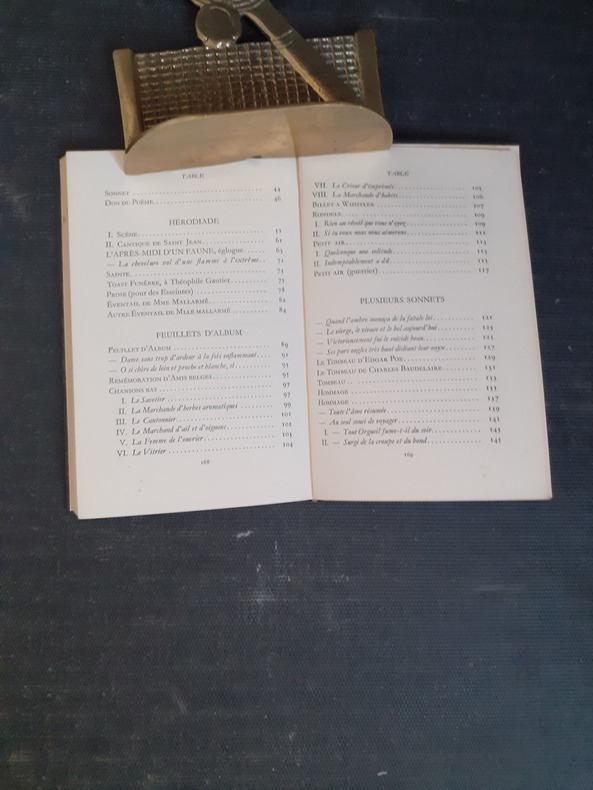 TABLE
SONNET 44
DON DU POÈME 46
HÉRODIADE
I. SCÈNE 51
II. CANTIQUE DE SAINT JEAN 61
L'APRÈS-MIDI D'UN FAUNE, églogue 65
— La chevelure vol d'une flamme à l'extrême 71
SAINTE 73
TOAST FUNÈBRE, à Théophile Gautier 75
PROSE (pour des Esseintes) 78
ÉVENTAIL DE MME MALLARMÉ 82
AUTRE ÉVENTAIL DE MLLE MALLARMÉ 84
FEUILLETS D'ALBUM
FEUILLET D'ALBUM 89
— Dame sans trop d'ardeur à la fois enflammant 91
— O si chère de loin et proche et blanche, si 91
REMÉMORATION D'AMIS BELGES 95
CHANSONS BAS 97
I. Le Savetier 97
II. La Marchande d'herbes aromatiques 99
III. Le Cantonnier 101
IV. Le Marchand d'ail et d'oignons 102
V. La Femme de l'ouvrier 103
VI. Le Vitrier 104
168
TABLE
VII. Le Crieur d'imprimés 105
VIII. La Marchande d'habits 106
BILLET A WHISTLER 107
RONDELS 109
I. Rien au réveil que vous n'ayez 109
II. Si tu veux nous nous aimerons 111
PETIT AIR 113
I. Quelconque une solitude 113
II. Indomptablement a dû 115
PETIT AIR (guerrier) 117
PLUSIEURS SONNETS
— Quand l'ombre menaça de la fatale loi 121
— Le vierge, le vivace et le bel aujourd'hui 123
— Victorieusement fui le suicide beau 125
— Ses purs ongles très haut dédiant leur onyx 127
LE TOMBEAU D'EDGAR POE 129
LE TOMBEAU DE CHARLES BAUDELAIRE 131
TOMBEAU 133
HOMMAGE 135
HOMMAGE 137
— Toute l'âme résumée 139
— Au seul souci de voyager 141
I. — Tout Orgueil fume-t-il du soir 143
II. — Surgi de la croupe et du bond 145
169